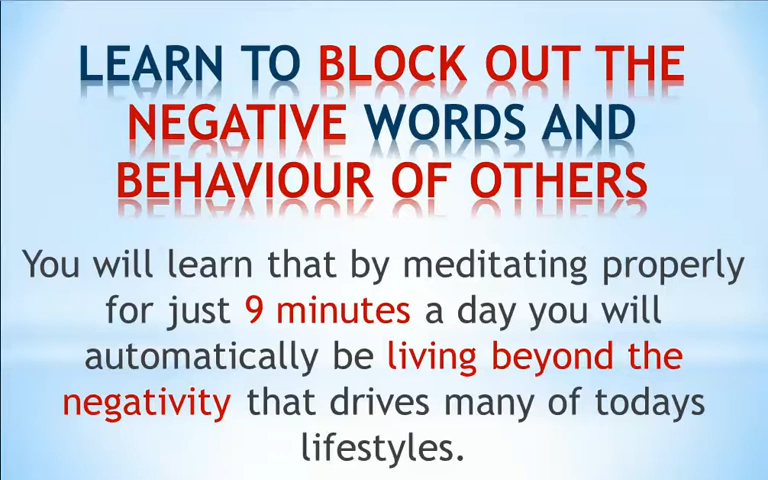 LEARN TO BLOCK OUT THE
NEGATIVE WORDS AND
BEHAVIOUR OF OTHERS
You will learn that by meditating properly
for just 9 minutes a day you will
automatically be living beyond the
negativity that drives many of todays
lifestyles.